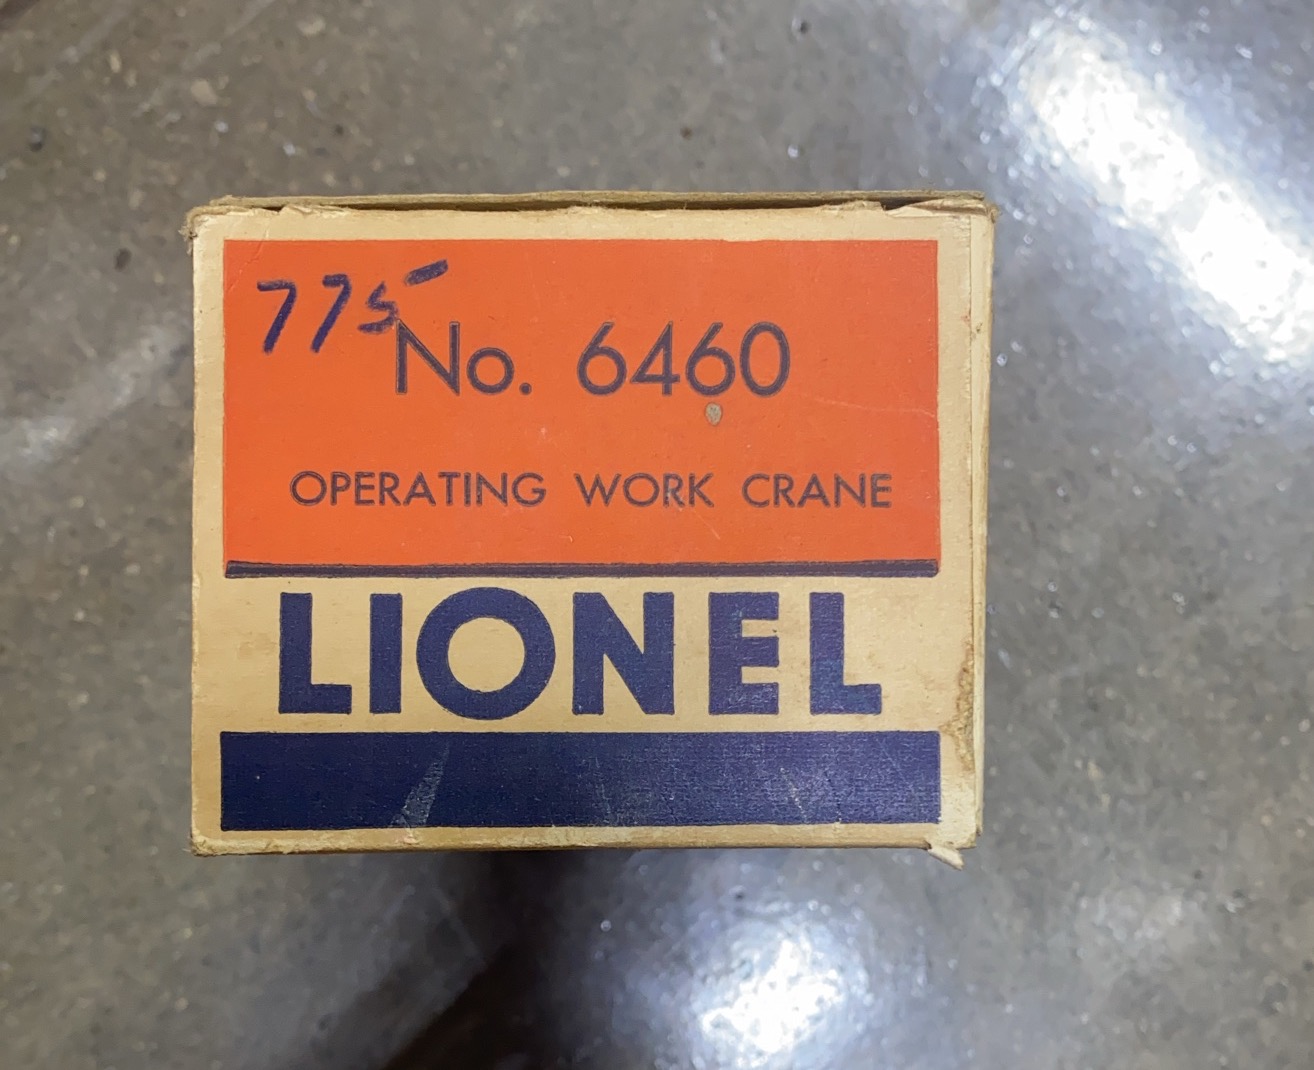 775-
No. 6460
OPERATING WORK CRANE
LIONEL